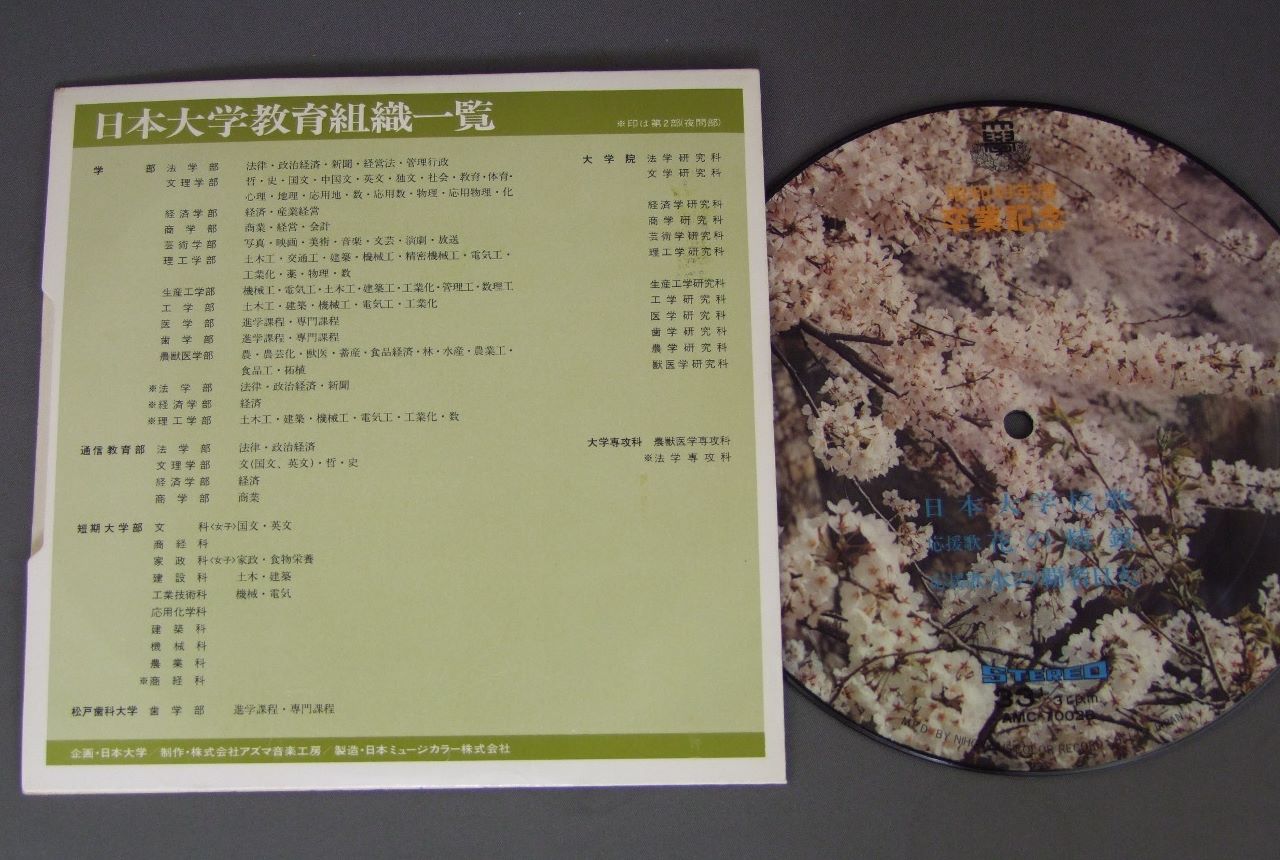 日本大学教育組織一覧
※印は第2部(夜間部)
学部 法学部 法律・政治経済・新聞・経営法・管理行政
文理学部 哲・史・国文・中国文・英文・独文・社会・教育・体育・
心理・地理・応用地・数・応用数・物理・応用物理・化
経済学部 経済・産業経営
商学部 商業・経営・会計
芸術学部 写真・映画・美術・音楽・文芸・演劇・放送
理工学部 土木工・交通工・建築・機械工・精密機械工・電気工・
工業化・薬・物理・数
生産工学部 機械工・電気工・土木工・建築工・工業化・管理工・数理工
工学部 土木工・建築・機械工・電気工・工業化
医学部 進学課程・専門課程
歯学部 進学課程・専門課程
農獣医学部 農・農芸化・獣医・畜産・食品経済・林・水産・農業工・
食品工・拓植
※法学部 法律・政治経済・新聞
※経済学部 経済
※理工学部 土木工・建築・機械工・電気工・工業化・数
大学院 法学研究科
文学研究科
経済学研究科
商学研究科
芸術学研究科
理工学研究科
生産工学研究科
工学研究科
医学研究科
歯学研究科
農学研究科
獣医学研究科
通信教育部 法学部 法律・政治経済
文理学部 文(国文、英文)・哲・史
経済学部 経済
商学部 商業
大学専攻科 農獣医学専攻科
※法学専攻科
短期大学部 文科〈女子〉国文・英文
商経科
家政科〈女子〉家政・食物栄養
建設科 土木・建築
工業技術科 機械・電気
応用化学科
建築科
機械科
農業科
※商経科
松戸歯科大学 歯学部 進学課程・専門課程
企画・日本大学/制作・株式会社アズマ音楽工房/製造・日本ミュージカラー株式会社
卒業記念
日本大学校歌
応援歌 花の精鋭
STEREO
33 1/3 r.p.m.